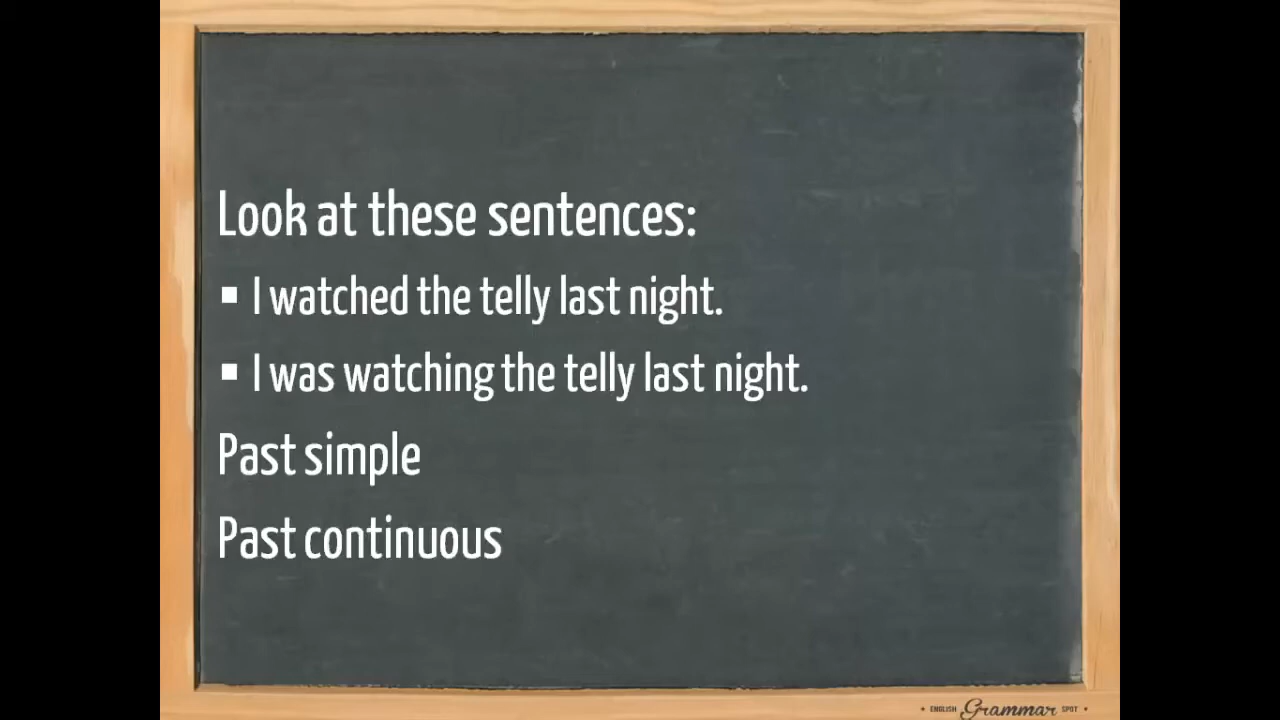 Look at these sentences:
▪ I watched the telly last night.
▪ I was watching the telly last night.
Past simple
Past continuous
• ENGLISH Grammar SPOT •